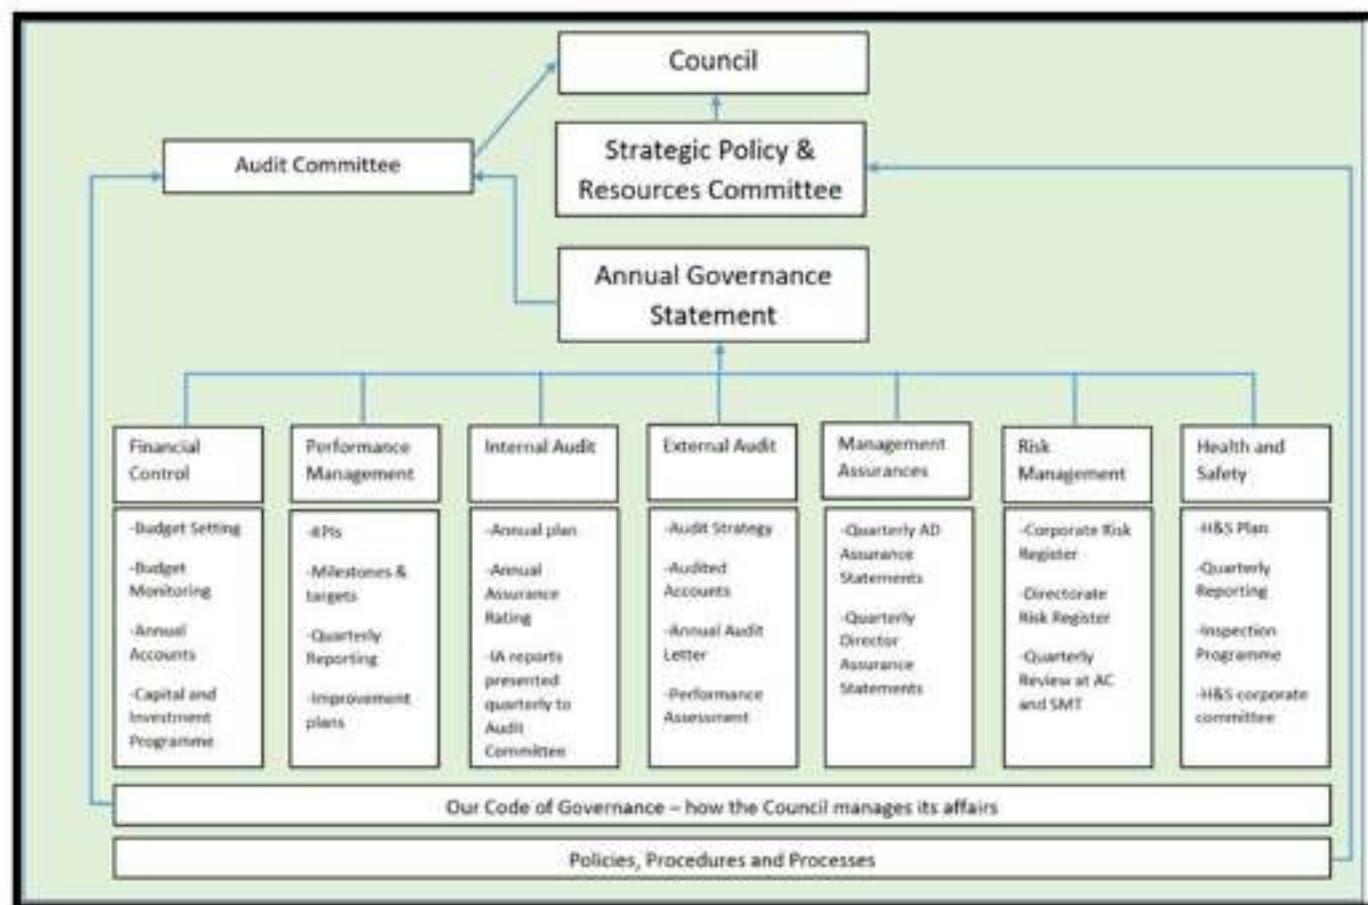 Council
Audit Committee
Strategic Policy &
Resources Committee
Annual Governance
Statement
Financial
Control
Performance
Management
Internal Audit
External Audit
Management
Assurances
Risk
Management
Health and
Safety
-Budget Setting
-Budget
Monitoring
-Annual
Accounts
-Capital and
Investment
Programme
-KPIs
-Milestones &
targets
-Quarterly
Reporting
-Improvement
plans
-Annual plan
-Annual
Assurance
Rating
-IA reports
presented
quarterly to
Audit
Committee
-Audit Strategy
-Audited
Accounts
-Annual Audit
Letter
-Performance
Assessment
-Quarterly AD
Assurance
Statements
-Quarterly
Director
Assurance
Statements
-Corporate Risk
Register
-Directorate
Risk Register
-Quarterly
Review at AC
and SMT
-H&S Plan
-Quarterly
Reporting
-Inspection
Programme
-H&S corporate
committee
Our Code of Governance – how the Council manages its affairs
Policies, Procedures and Processes